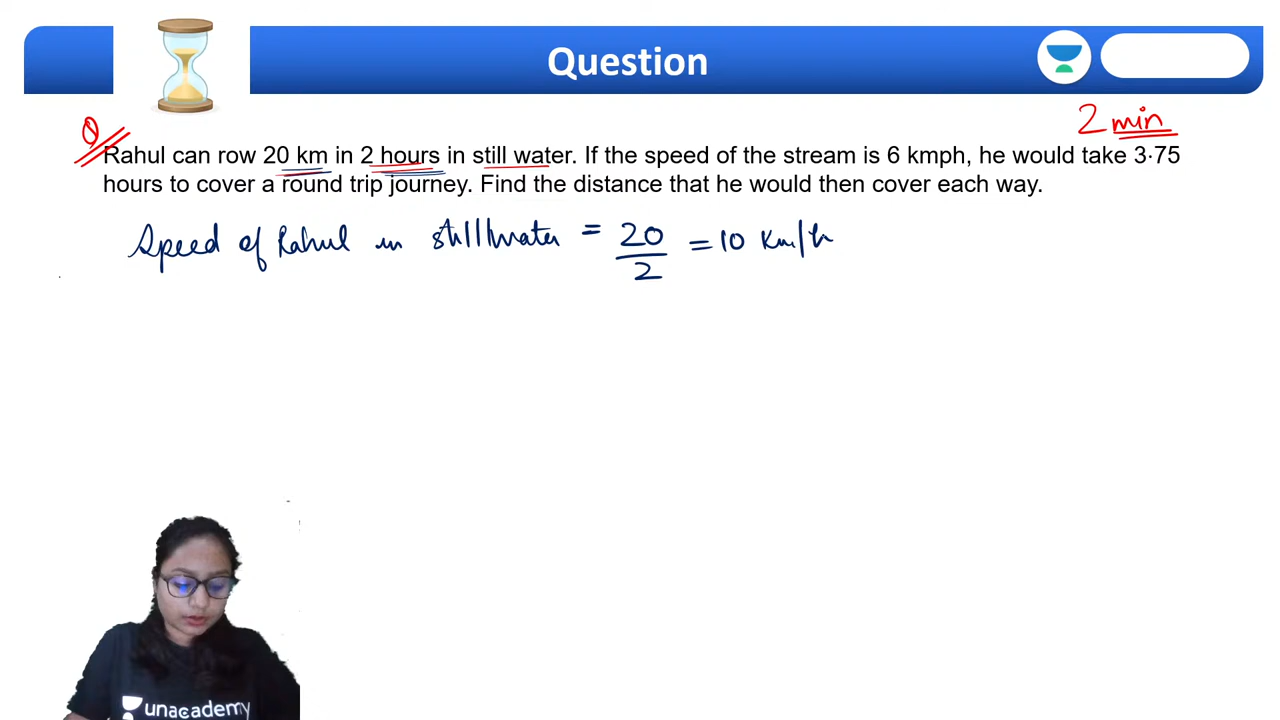 Question
2 min
Q
Rahul can row 20 km in 2 hours in still water. If the speed of the stream is 6 kmph, he would take 3·75
hours to cover a round trip journey. Find the distance that he would then cover each way.
Speed of Rahul in stillwater = 20/2 = 10 Km/h
unacademy